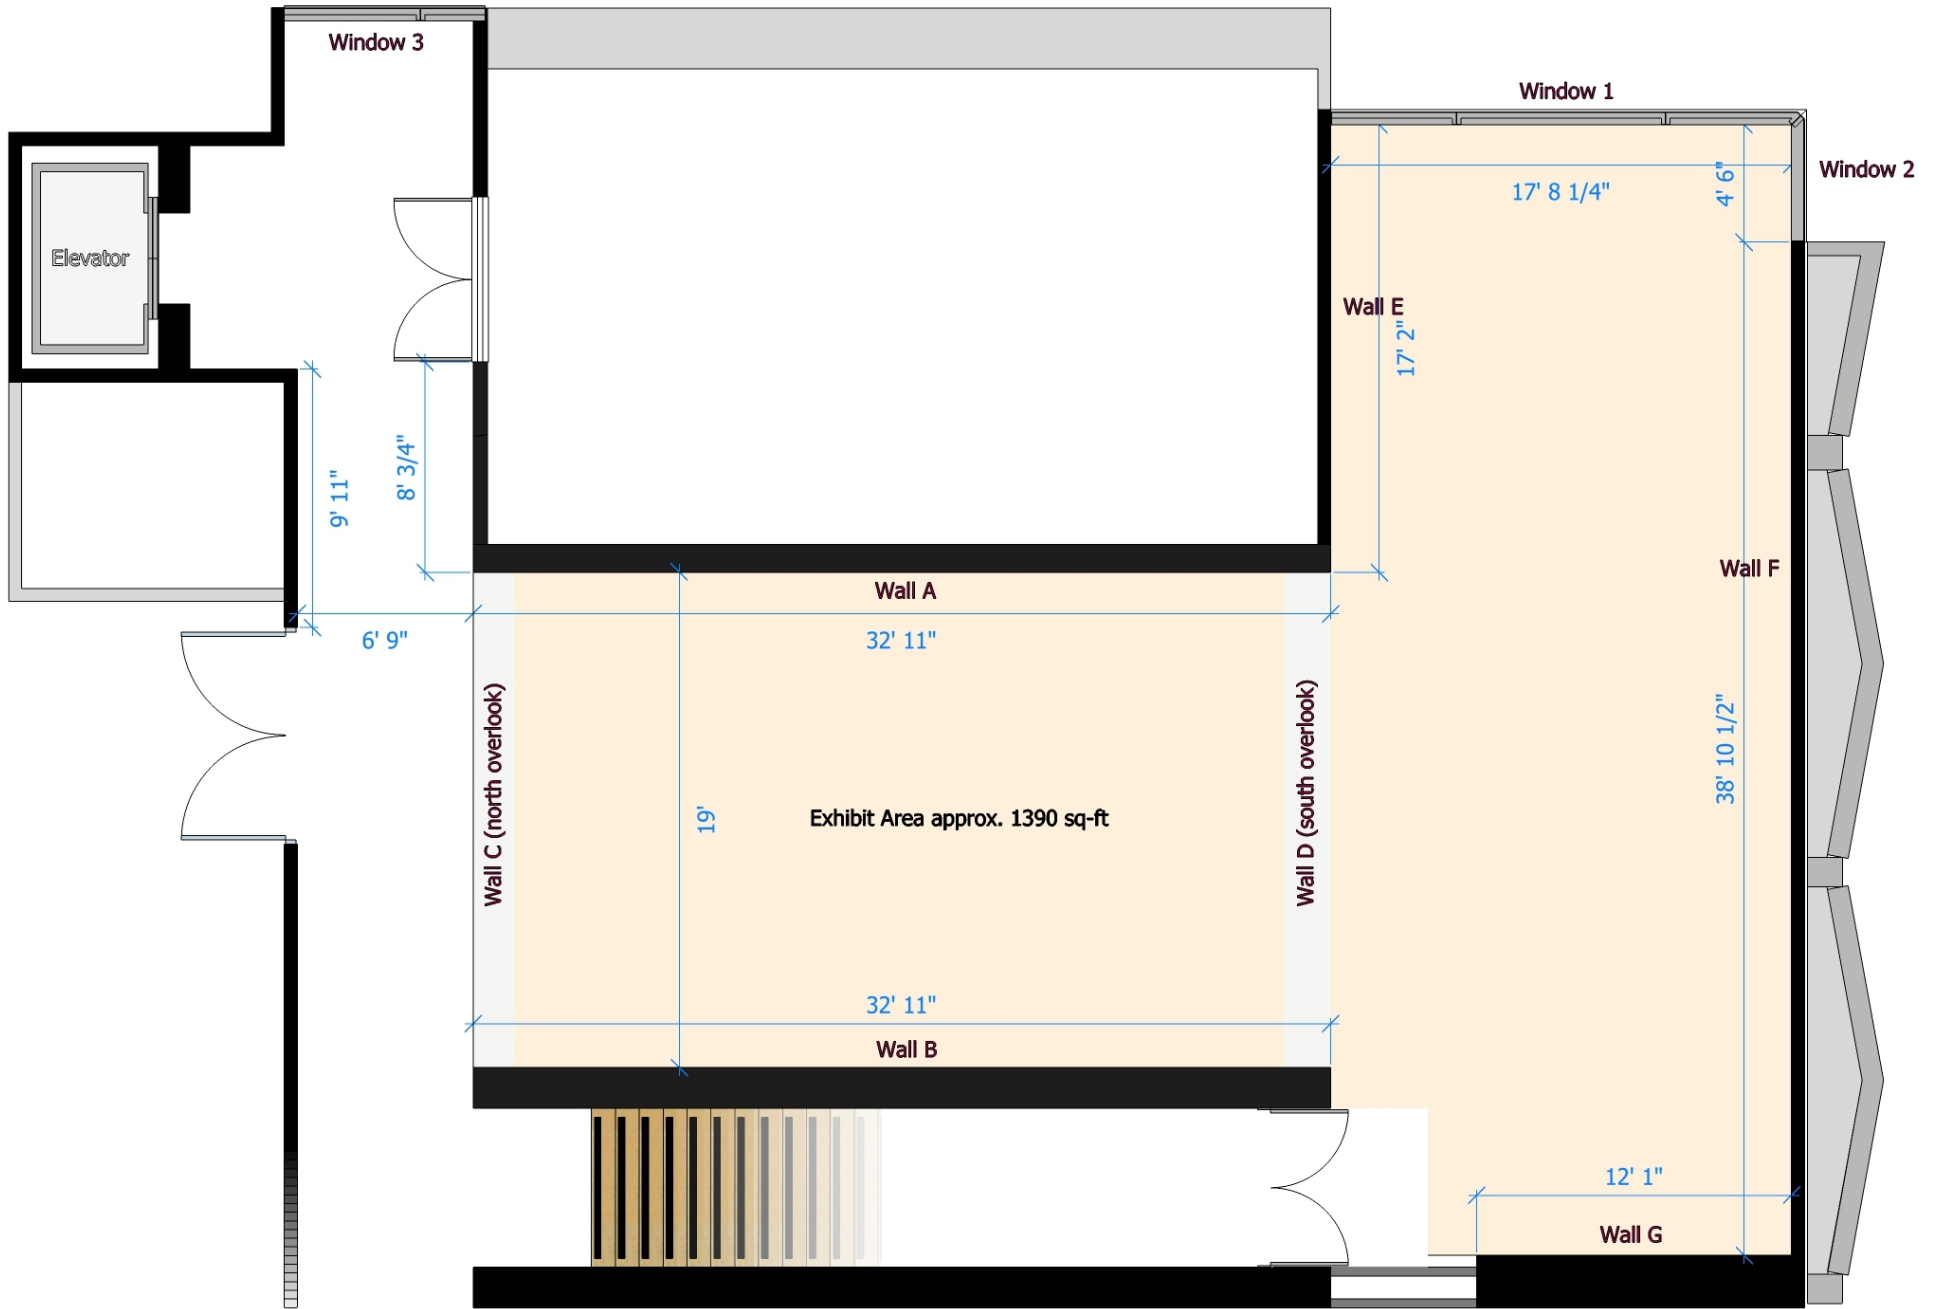 Window 3
Window 1
Window 2
17' 8 1/4"
4' 6"
Elevator
Wall E
17' 2"
8' 3/4"
9' 11"
Wall F
Wall A
6' 9"
32' 11"
Wall C (north overlook)
Wall D (south overlook)
38' 10 1/2"
19'
Exhibit Area approx. 1390 sq-ft
32' 11"
Wall B
12' 1"
Wall G